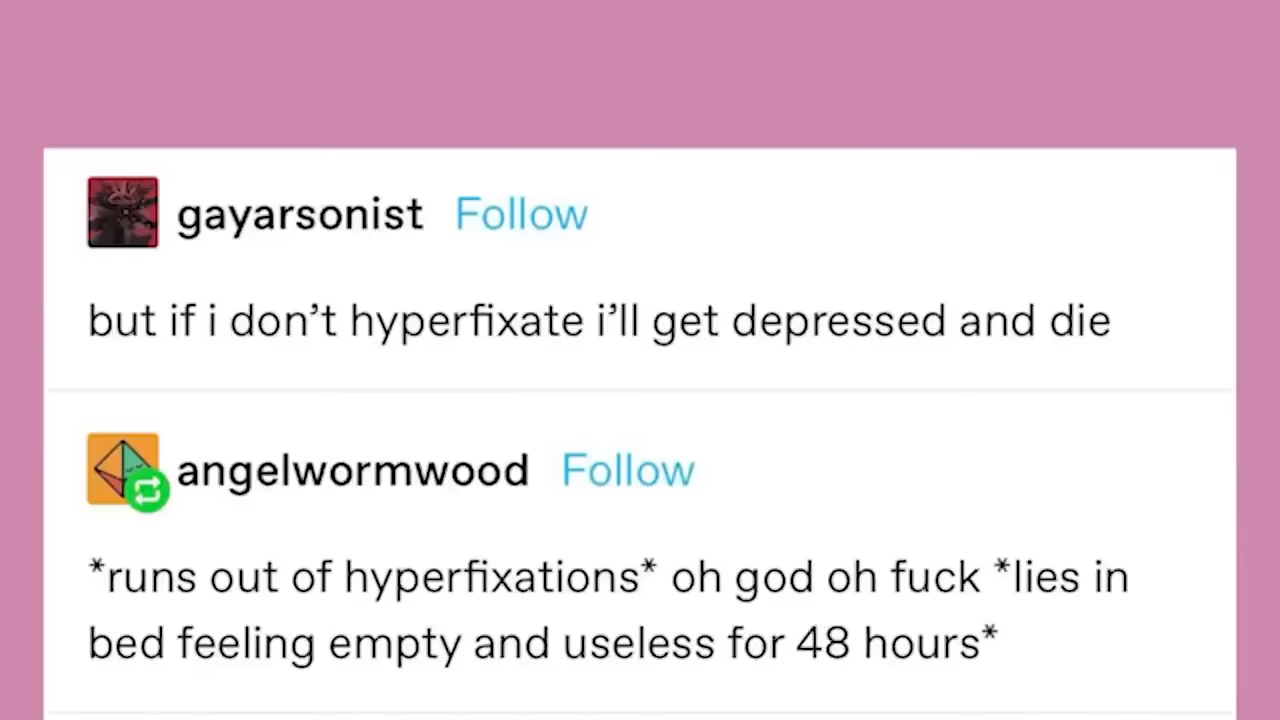 gayarsonist Follow
but if i don’t hyperfixate i’ll get depressed and die
angelwormwood Follow
*runs out of hyperfixations* oh god oh fuck *lies in
bed feeling empty and useless for 48 hours*